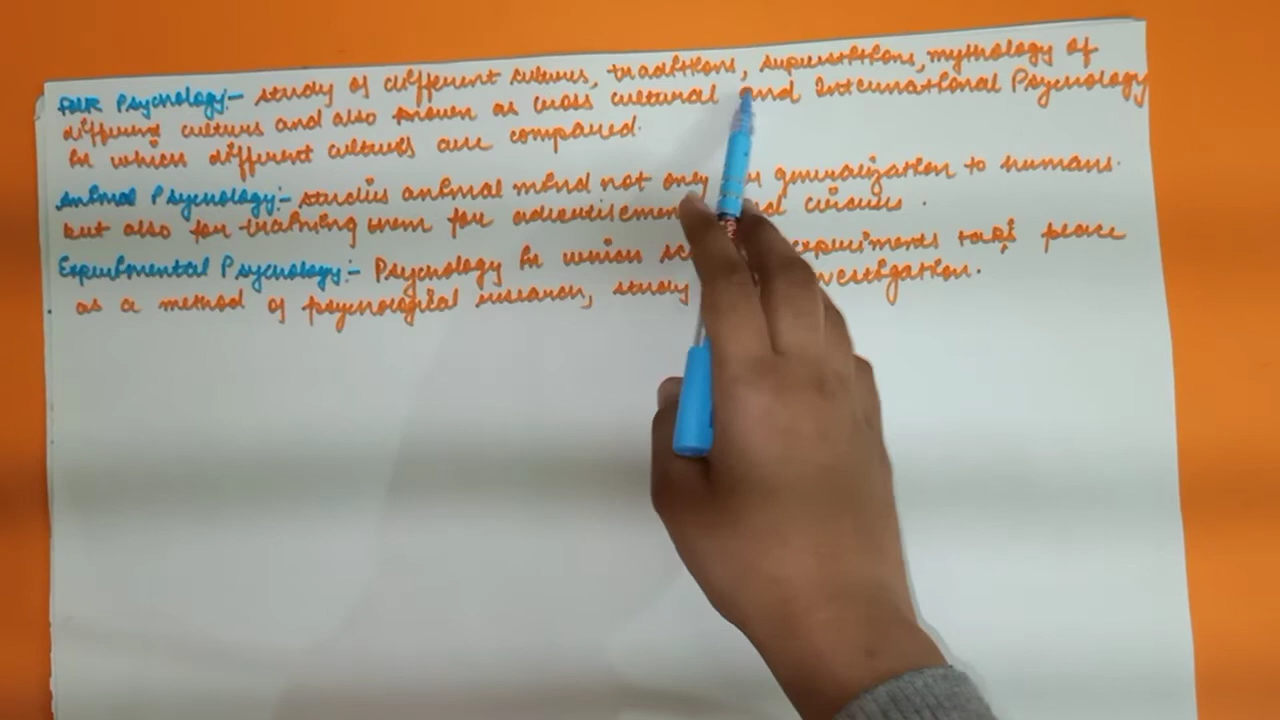 Folk Psychology:- study of different cultures, traditions, superstitions, mythology of
different cultures and also known as cross cultural and International Psychology
in which different cultures are compared.
Animal Psychology:- studies animal mind not only generalization to humans.
but also for training them for advertisement and circus .
Experimental Psychology:- Psychology in which experiments take place
as a method of psychological research, study investigation.